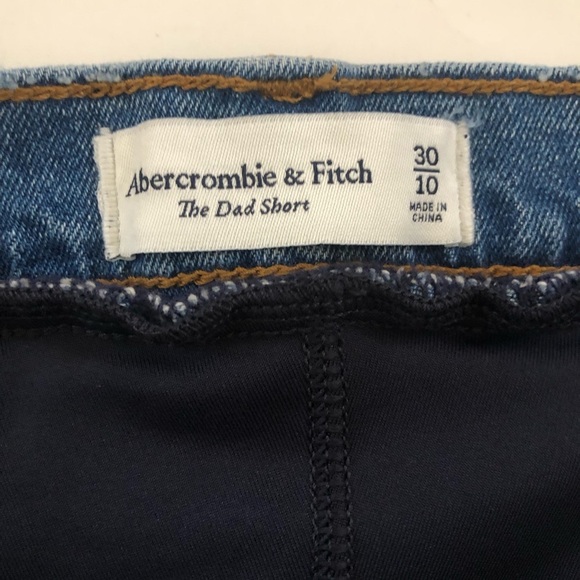 Abercrombie & Fitch
The Dad Short
30
10
MADE IN
CHINA